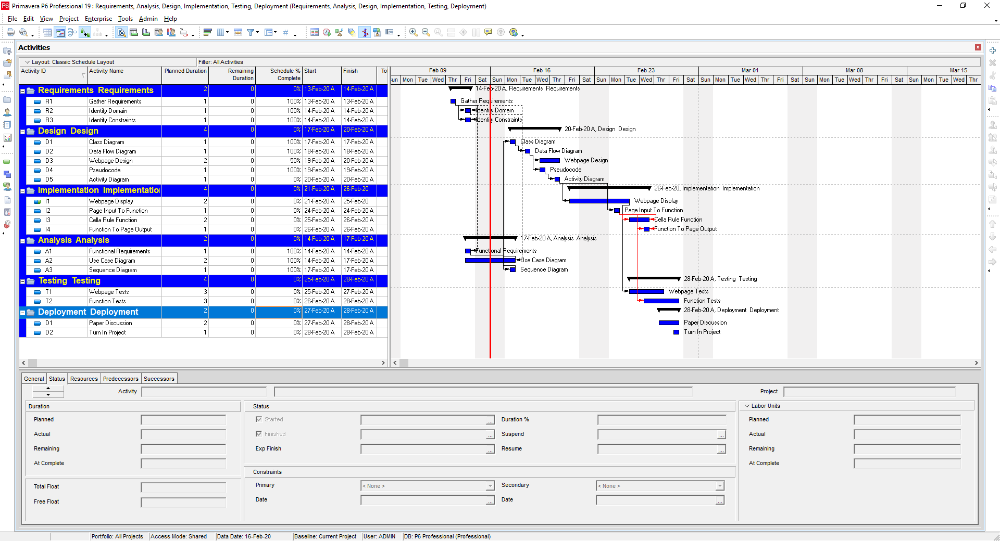 P6 Primavera P6 Professional 19 : Requirements, Analysis, Design, Implementation, Testing, Deployment (Requirements, Analysis, Design, Implementation, Testing, Deployment)
File Edit View Project Enterprise Tools Admin Help
Activities
Layout: Classic Schedule Layout Filter: All Activities
Activity ID Activity Name Planned Duration Remaining Duration Schedule % Complete Start Finish To
Feb 09 Feb 16 Feb 23 Mar 01 Mar 08 Mar 15
un Mon Tue Wed Thr Fri Sat Sun Mon Tue Wed Thr Fri Sat Sun Mon Tue Wed Thr Fri Sat Sun Mon Tue Wed Thr Fri Sat Sun Mon Tue Wed Thr Fri Sat Sun Mon Tue Wed Thr
Requirements Requirements 2 0 0% 13-Feb-20 A 14-Feb-20 A 14-Feb-20 A, Requirements Requirements
R1 Gather Requirements 1 0 100% 13-Feb-20 A 13-Feb-20 A Gather Requirements
R2 Identify Domain 1 0 100% 14-Feb-20 A 14-Feb-20 A Identify Domain
R3 Identify Constraints 1 0 100% 14-Feb-20 A 14-Feb-20 A Identify Constraints
Design Design 4 0 0% 17-Feb-20 A 20-Feb-20 A 20-Feb-20 A, Design Design
D1 Class Diagram 1 0 100% 17-Feb-20 A 17-Feb-20 A Class Diagram
D2 Data Flow Diagram 1 0 100% 18-Feb-20 A 18-Feb-20 A Data Flow Diagram
D3 Webpage Design 2 0 50% 19-Feb-20 A 20-Feb-20 A Webpage Design
D4 Pseudocode 1 0 100% 19-Feb-20 A 19-Feb-20 A Pseudocode
D5 Activity Diagram 1 0 0% 20-Feb-20 A 20-Feb-20 A Activity Diagram
Implementation Implementatio 4 0 0% 21-Feb-20 A 26-Feb-20 26-Feb-20, Implementation Implementation
I1 Webpage Display 2 0 0% 21-Feb-20 A 25-Feb-20 Webpage Display
I2 Page Input To Function 1 0 0% 24-Feb-20 A 24-Feb-20 A Page Input To Function
I3 Cella Rule Function 2 0 0% 25-Feb-20 A 26-Feb-20 A Cella Rule Function
I4 Function To Page Output 1 0 0% 26-Feb-20 A 26-Feb-20 A Function To Page Output
Analysis Analysis 2 0 0% 14-Feb-20 A 17-Feb-20 A 17-Feb-20 A, Analysis Analysis
A1 Functional Requirements 1 0 100% 14-Feb-20 A 14-Feb-20 A Functional Requirements
A2 Use Case Diagram 2 0 100% 14-Feb-20 A 17-Feb-20 A Use Case Diagram
A3 Sequence Diagram 1 0 100% 17-Feb-20 A 17-Feb-20 A Sequence Diagram
Testing Testing 4 0 0% 25-Feb-20 A 28-Feb-20 A 28-Feb-20 A, Testing Testing
T1 Webpage Tests 3 0 0% 25-Feb-20 A 27-Feb-20 A Webpage Tests
T2 Function Tests 3 0 0% 26-Feb-20 A 28-Feb-20 A Function Tests
Deployment Deployment 2 0 0% 27-Feb-20 A 28-Feb-20 A 28-Feb-20 A, Deployment Deployment
D1 Paper Discussion 2 0 0% 27-Feb-20 A 28-Feb-20 A Paper Discussion
D2 Turn In Project 1 0 0% 28-Feb-20 A 28-Feb-20 A Turn In Project
General Status Resources Predecessors Successors
Activity Project
Duration Status Labor Units
Planned Started Duration % Planned
Actual Finished Suspend Actual
Remaining Exp Finish Resume Remaining
At Complete At Complete
Constraints
Total Float Primary < None > Secondary < None >
Free Float Date Date
Portfolio: All Projects Access Mode: Shared Data Date: 16-Feb-20 Baseline: Current Project User: ADMIN DB: P6 Professional (Professional)